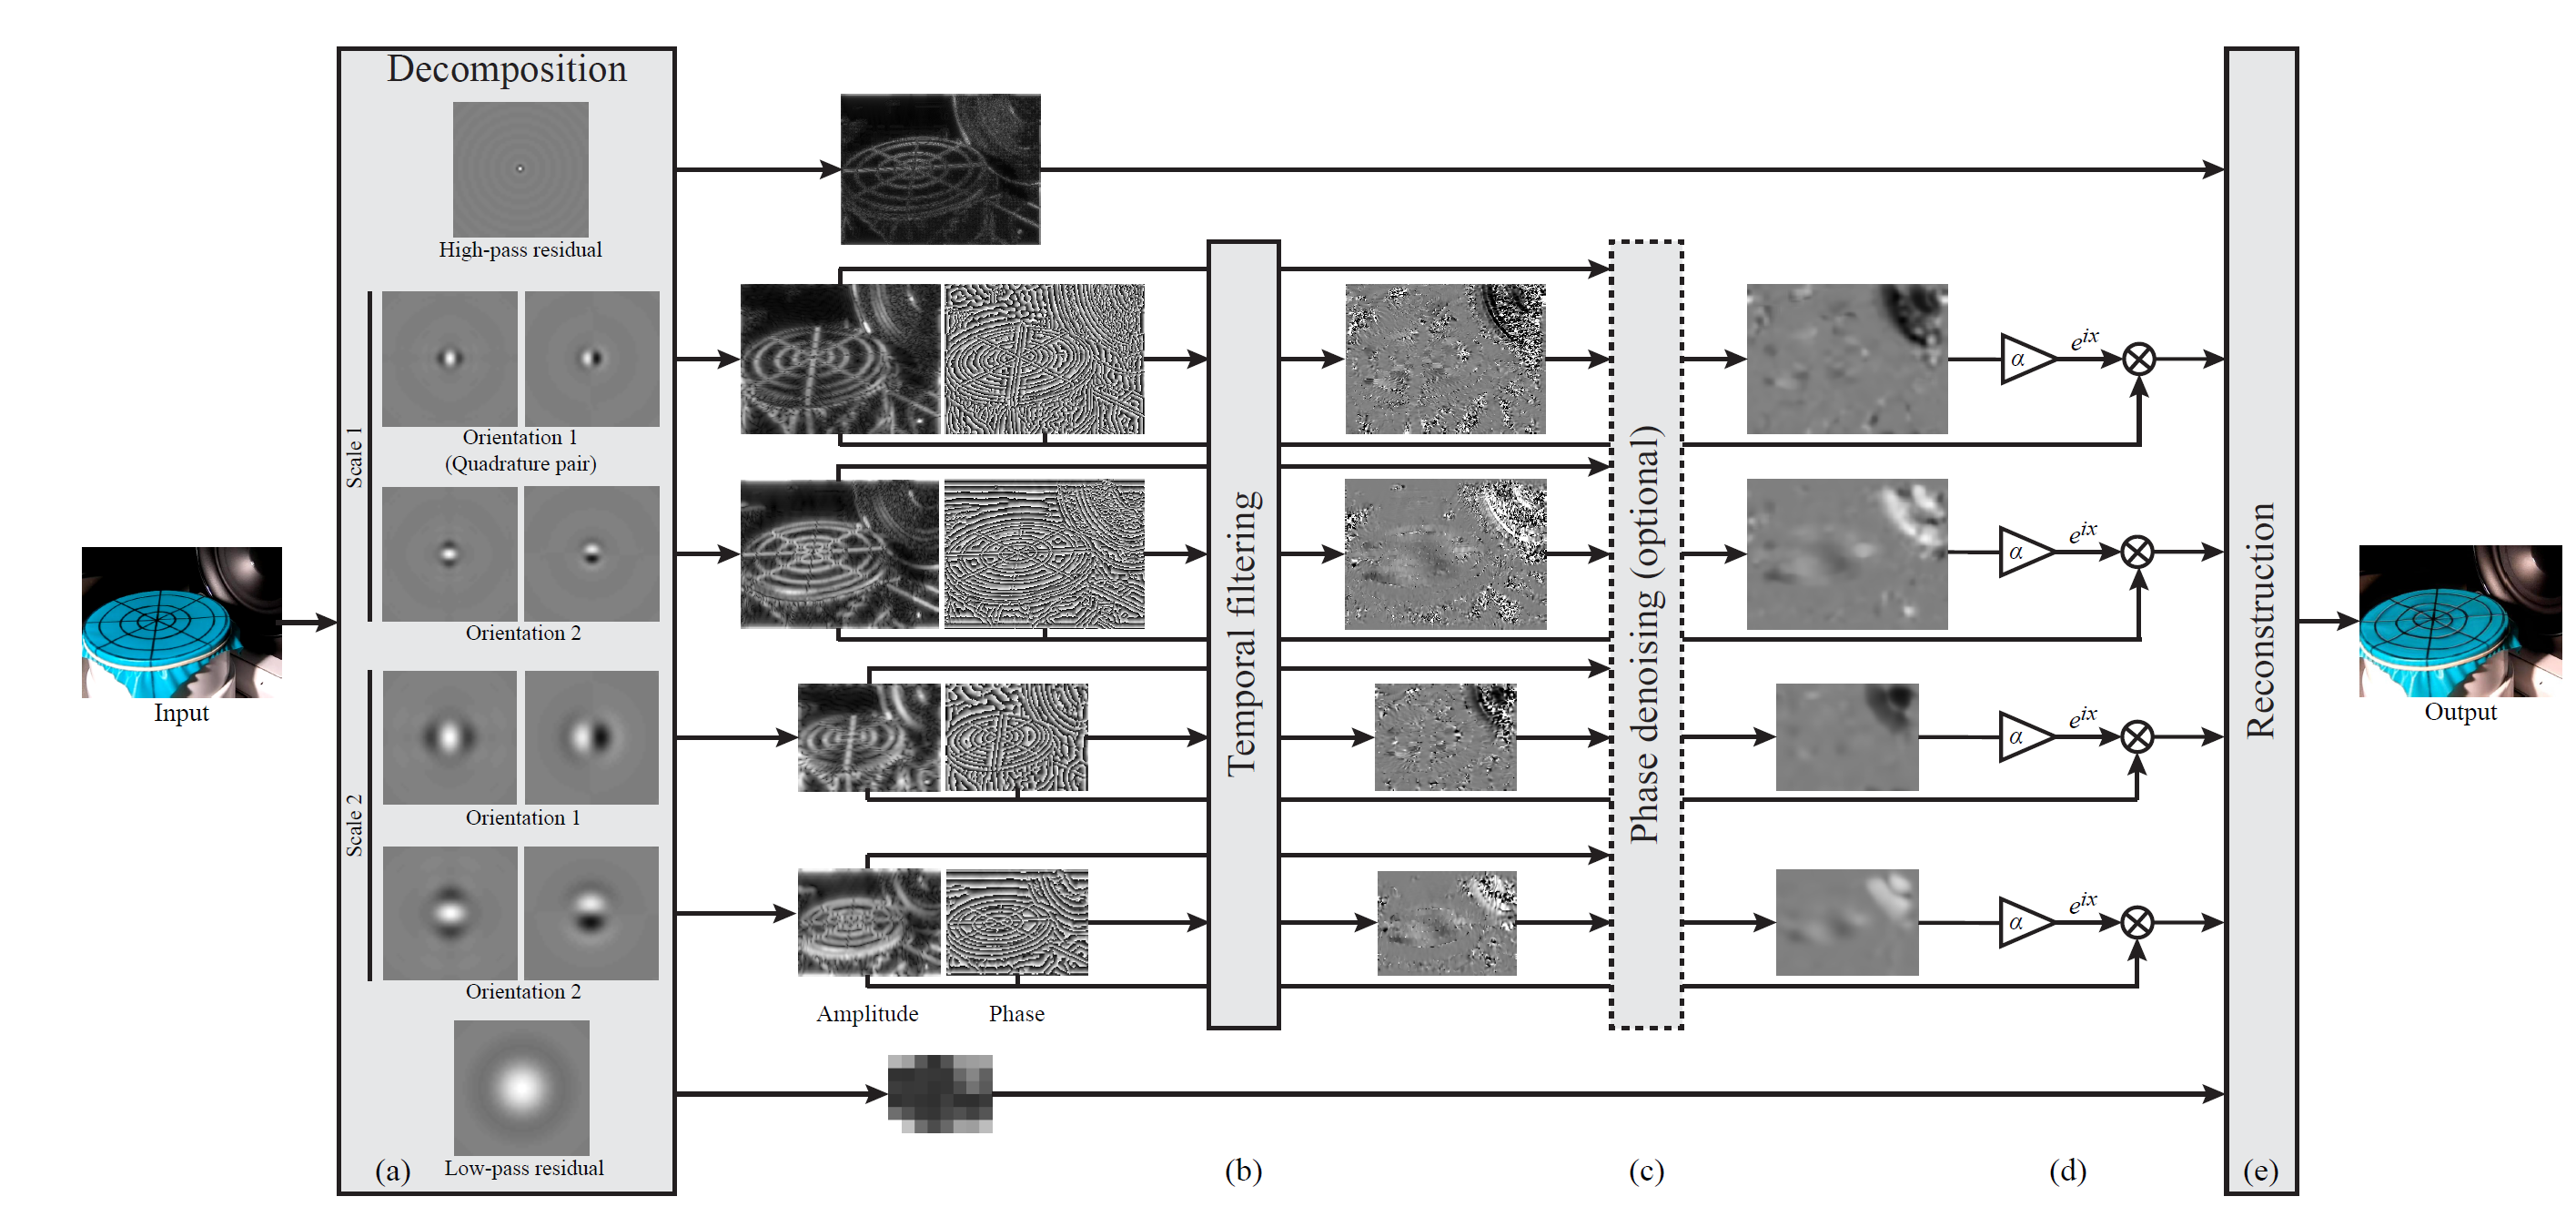 Decomposition
High-pass residual
Scale 1
Orientation 1
(Quadrature pair)
Orientation 2
Scale 2
Orientation 1
Orientation 2
Low-pass residual
(a)
Input
Amplitude
Phase
Temporal filtering
(b)
Phase denoising (optional)
(c)
α
e^{ix}
α
e^{ix}
α
e^{ix}
α
e^{ix}
(d)
Reconstruction
(e)
Output